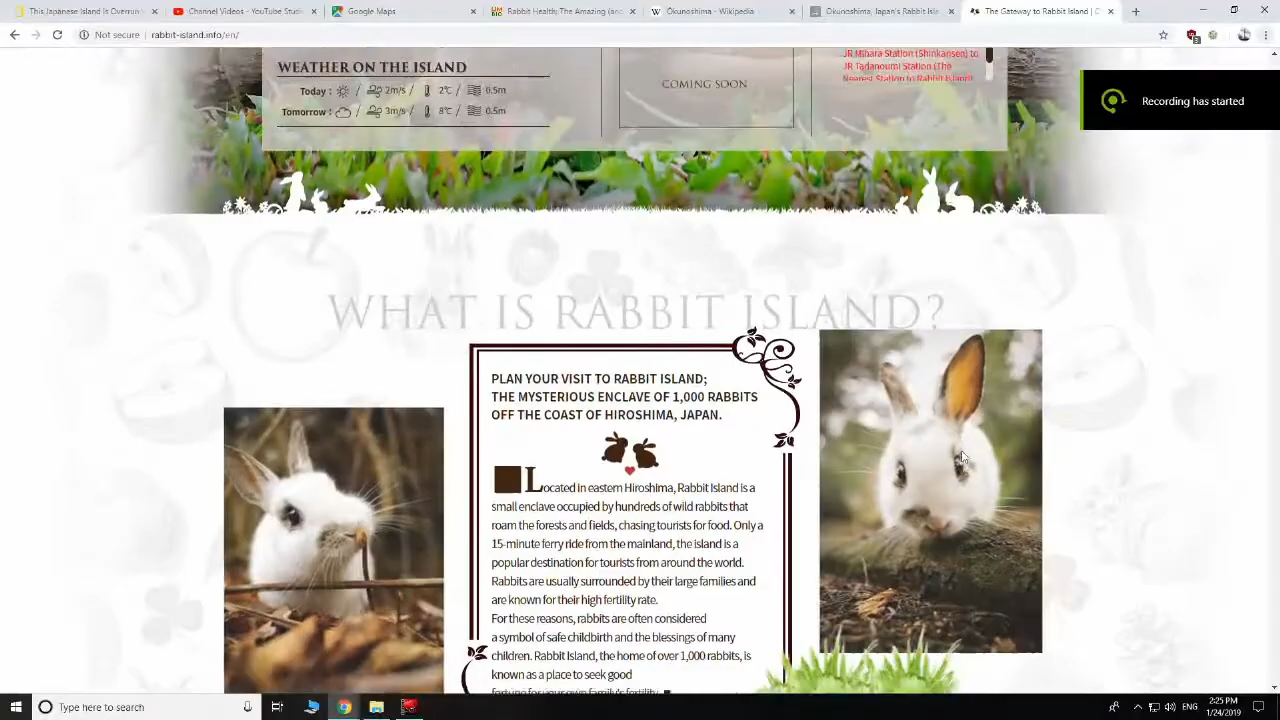 This Japanese Island is Overrun
Channel videos - YouTube Studio
Google Maps
Rabbit Health: The Amazing
Ōkunoshima - Wikipedia
Okunoshima, Japan's Rabbit Isla
The Gateway to Rabbit Island |
Not secure | rabbit-island.info/en/
Recording has started
WEATHER ON THE ISLAND
Today : / 2m/s / 2℃ / 0.5m
Tomorrow : / 3m/s / 8℃ / 0.5m
COMING SOON
JR Mihara Station (Shinkansen) to
JR Tadanoumi Station (The
Nearest Station to Rabbit Island)
WHAT IS RABBIT ISLAND?
PLAN YOUR VISIT TO RABBIT ISLAND;
THE MYSTERIOUS ENCLAVE OF 1,000 RABBITS
OFF THE COAST OF HIROSHIMA, JAPAN.
Located in eastern Hiroshima, Rabbit Island is a
small enclave occupied by hundreds of wild rabbits that
roam the forests and fields, chasing tourists for food. Only a
15-minute ferry ride from the mainland, the island is a
popular destination for tourists from around the world.
Rabbits are usually surrounded by their large families and
are known for their high fertility rate.
For these reasons, rabbits are often considered
a symbol of safe childbirth and the blessings of many
children. Rabbit Island, the home of over 1,000 rabbits, is
known as a place to seek good
fortune for your own family's fertility.
Type here to search
ENG
2:25 PM
1/24/2019